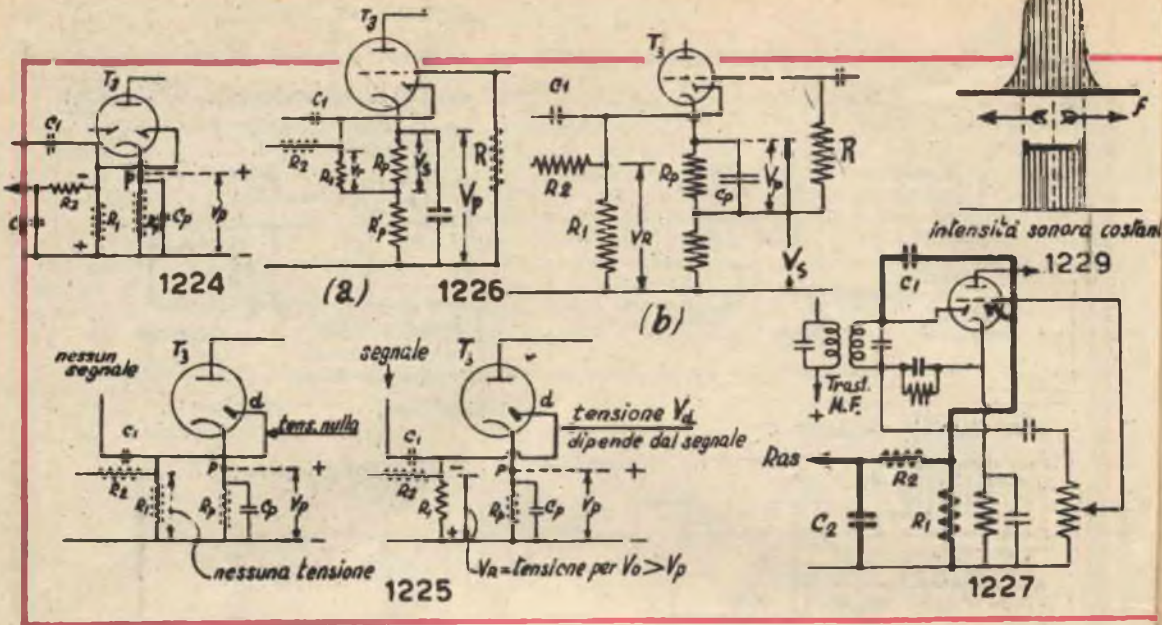 T3
C1
R2
R1
P
Cp
Vp
+
-
1224
T3
C1
R2
R1
Rp
Vs
R'p
Vp
R
(a)
1226
T3
C1
R2
R1
VR
Rp
Cp
Vp
Vs
R
(b)
f
intensità sonora costant
1229
nessun
segnale
T3
d
tens. nulla
C1
R2
R1
P
Rp
Cp
Vp
+
-
nessuna tensione
1225
segnale
T3
d
tensione Vd
dipende dal segnale
C1
R2
R1
P
Rp
Cp
Vp
+
-
VR = tensione per Vo > Vp
C1
Trasf.
M.F.
+
Ras
R2
C2
R1
1227